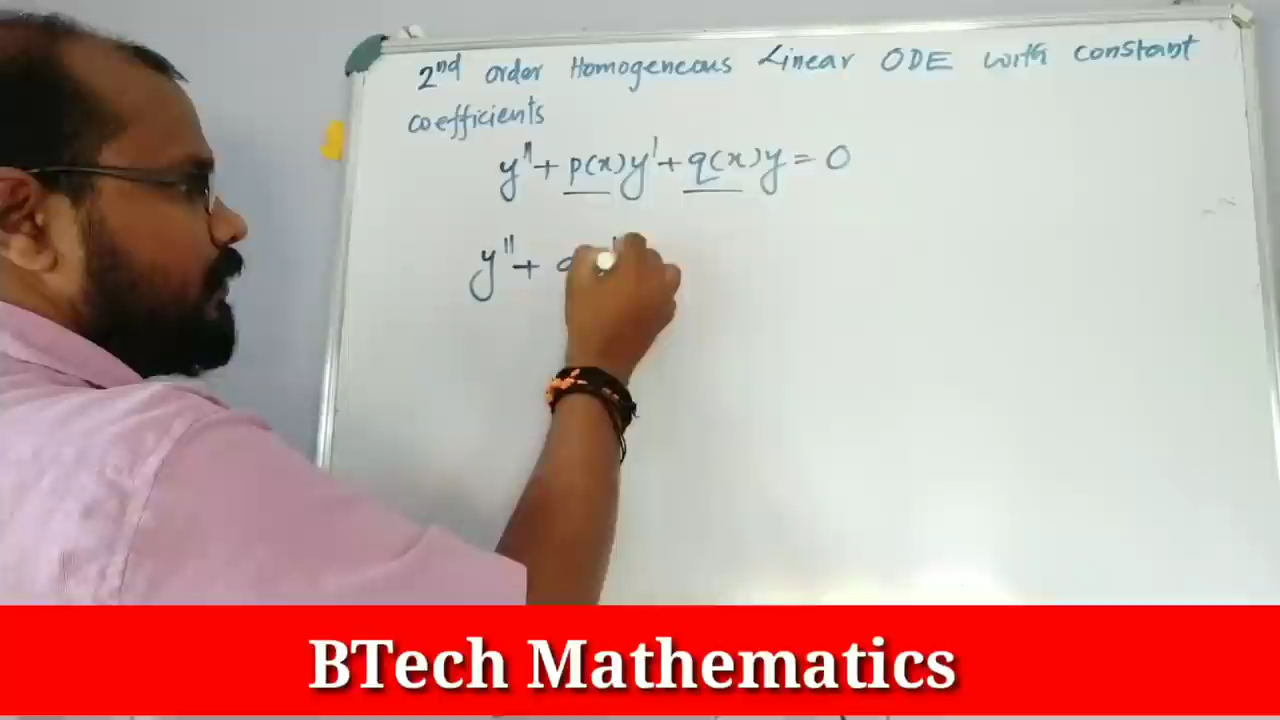 2nd order Homogeneous Linear ODE with constant
coefficients
y'' + p(x)y' + q(x)y = 0
y'' +
BTech Mathematics